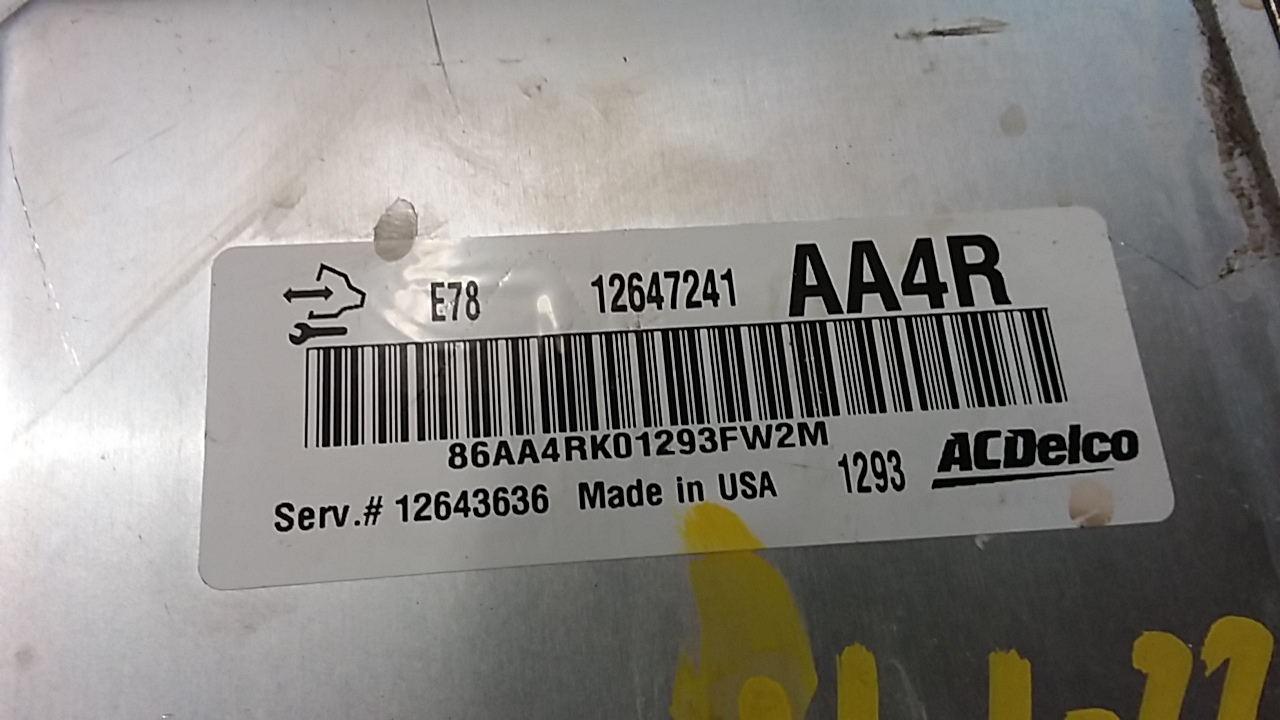 E78 12647241 AA4R
86AA4RK01293FW2M
Serv.# 12643636 Made in USA 1293 ACDelco